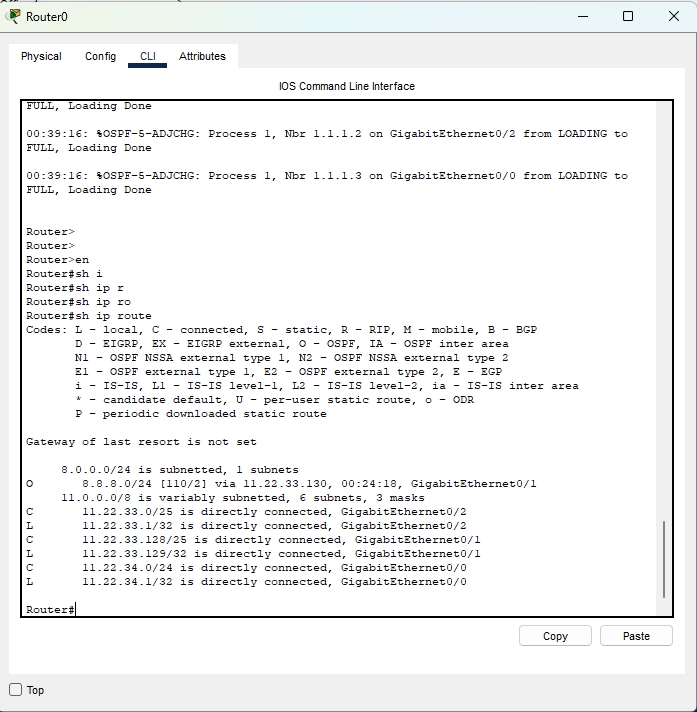 Router0
Physical Config CLI Attributes
IOS Command Line Interface
FULL, Loading Done
00:39:16: %OSPF-5-ADJCHG: Process 1, Nbr 1.1.1.2 on GigabitEthernet0/2 from LOADING to
FULL, Loading Done
00:39:16: %OSPF-5-ADJCHG: Process 1, Nbr 1.1.1.3 on GigabitEthernet0/0 from LOADING to
FULL, Loading Done
Router>
Router>
Router>en
Router#sh i
Router#sh ip r
Router#sh ip ro
Router#sh ip route
Codes: L - local, C - connected, S - static, R - RIP, M - mobile, B - BGP
D - EIGRP, EX - EIGRP external, O - OSPF, IA - OSPF inter area
N1 - OSPF NSSA external type 1, N2 - OSPF NSSA external type 2
E1 - OSPF external type 1, E2 - OSPF external type 2, E - EGP
i - IS-IS, L1 - IS-IS level-1, L2 - IS-IS level-2, ia - IS-IS inter area
* - candidate default, U - per-user static route, o - ODR
P - periodic downloaded static route
Gateway of last resort is not set
8.0.0.0/24 is subnetted, 1 subnets
O 8.8.8.0/24 [110/2] via 11.22.33.130, 00:24:18, GigabitEthernet0/1
11.0.0.0/8 is variably subnetted, 6 subnets, 3 masks
C 11.22.33.0/25 is directly connected, GigabitEthernet0/2
L 11.22.33.1/32 is directly connected, GigabitEthernet0/2
C 11.22.33.128/25 is directly connected, GigabitEthernet0/1
L 11.22.33.129/32 is directly connected, GigabitEthernet0/1
C 11.22.34.0/24 is directly connected, GigabitEthernet0/0
L 11.22.34.1/32 is directly connected, GigabitEthernet0/0
Router#
Copy Paste
Top